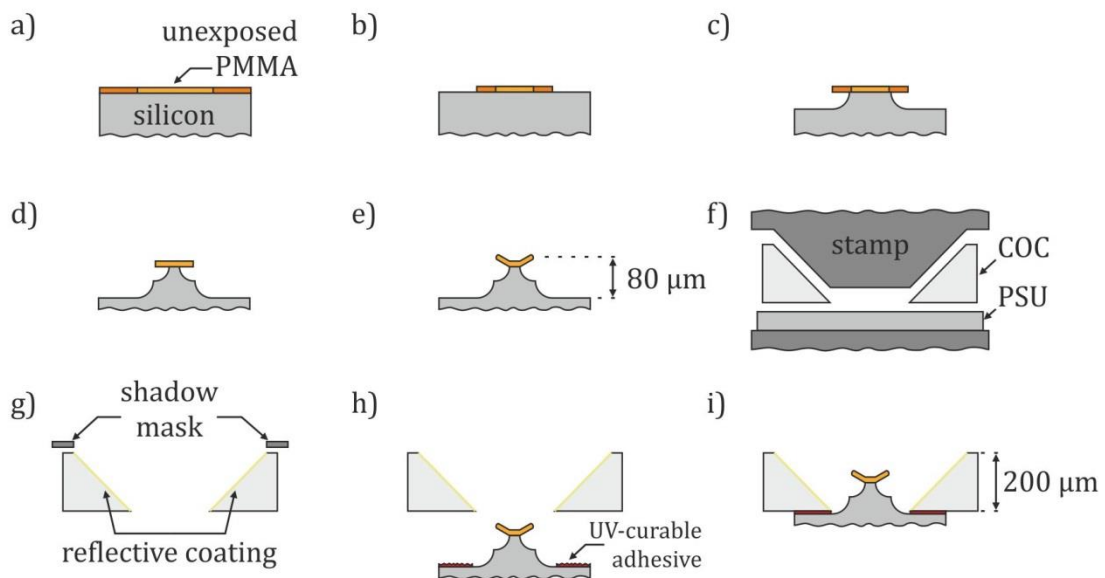 a)
unexposed
PMMA
silicon
b)
c)
d)
e)
80 μm
f)
stamp
COC
PSU
g)
shadow
mask
reflective coating
h)
UV-curable
adhesive
i)
200 μm